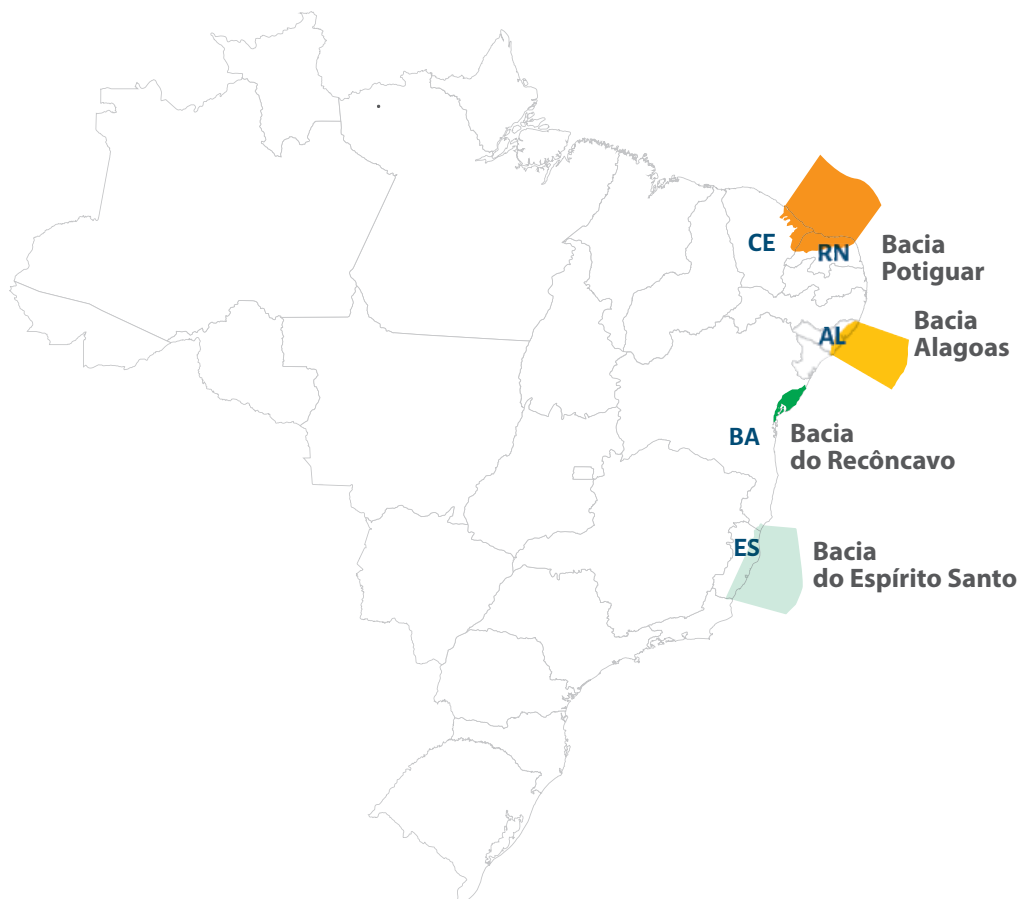 CE
RN
Bacia
Potiguar
AL
Bacia
Alagoas
BA
Bacia
do Recôncavo
ES
Bacia
do Espírito Santo